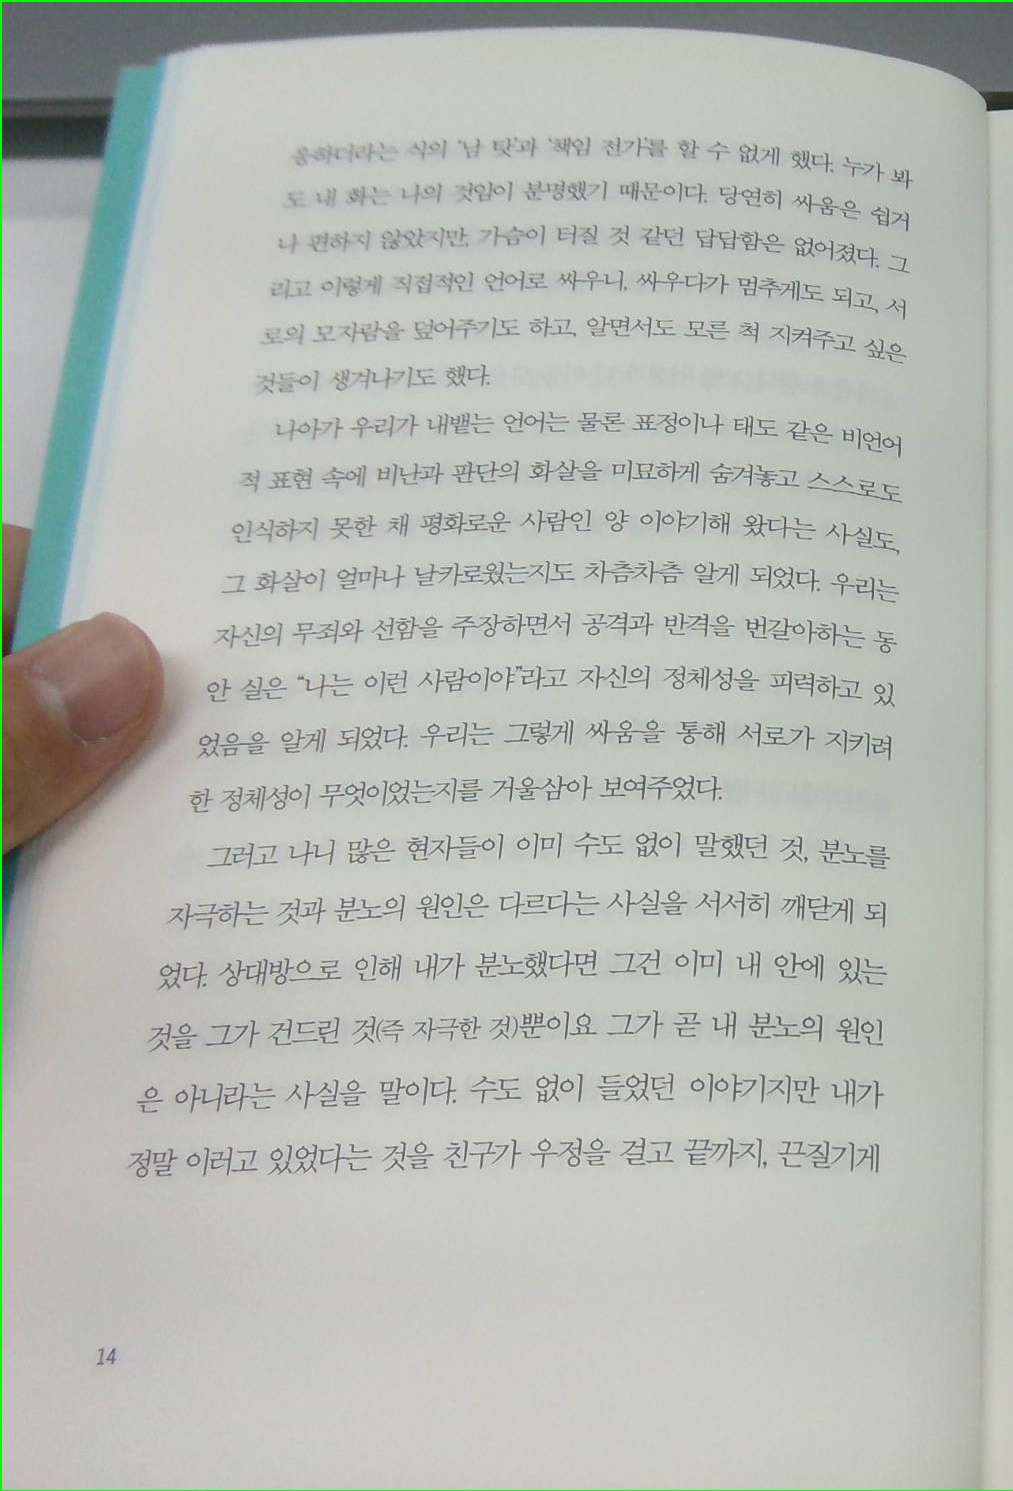 응하더라는 식의 '남 탓'과 '책임 전가'를 할 수 없게 했다. 누가 봐
도 내 화는 나의 것임이 분명했기 때문이다. 당연히 싸움은 쉽거
나 편하지 않았지만, 가슴이 터질 것 같던 답답함은 없어졌다. 그
리고 이렇게 직접적인 언어로 싸우니, 싸우다가 멈추게도 되고, 서
로의 모자람을 덮어주기도 하고, 알면서도 모른 척 지켜주고 싶은
것들이 생겨나기도 했다.
나아가 우리가 내뱉는 언어는 물론 표정이나 태도 같은 비언어
적 표현 속에 비난과 판단의 화살을 미묘하게 숨겨놓고 스스로도
인식하지 못한 채 평화로운 사람인 양 이야기해 왔다는 사실도,
그 화살이 얼마나 날카로웠는지도 차츰차츰 알게 되었다. 우리는
자신의 무죄와 선함을 주장하면서 공격과 반격을 번갈아하는 동
안 실은 "나는 이런 사람이야"라고 자신의 정체성을 피력하고 있
었음을 알게 되었다. 우리는 그렇게 싸움을 통해 서로가 지키려
한 정체성이 무엇이었는지를 거울삼아 보여주었다.
그러고 나니 많은 현자들이 이미 수도 없이 말했던 것, 분노를
자극하는 것과 분노의 원인은 다르다는 사실을 서서히 깨닫게 되
었다. 상대방으로 인해 내가 분노했다면 그건 이미 내 안에 있는
것을 그가 건드린 것(즉 자극한 것)뿐이요 그가 곧 내 분노의 원인
은 아니라는 사실을 말이다. 수도 없이 들었던 이야기지만 내가
정말 이러고 있었다는 것을 친구가 우정을 걸고 끝까지, 끈질기게
14